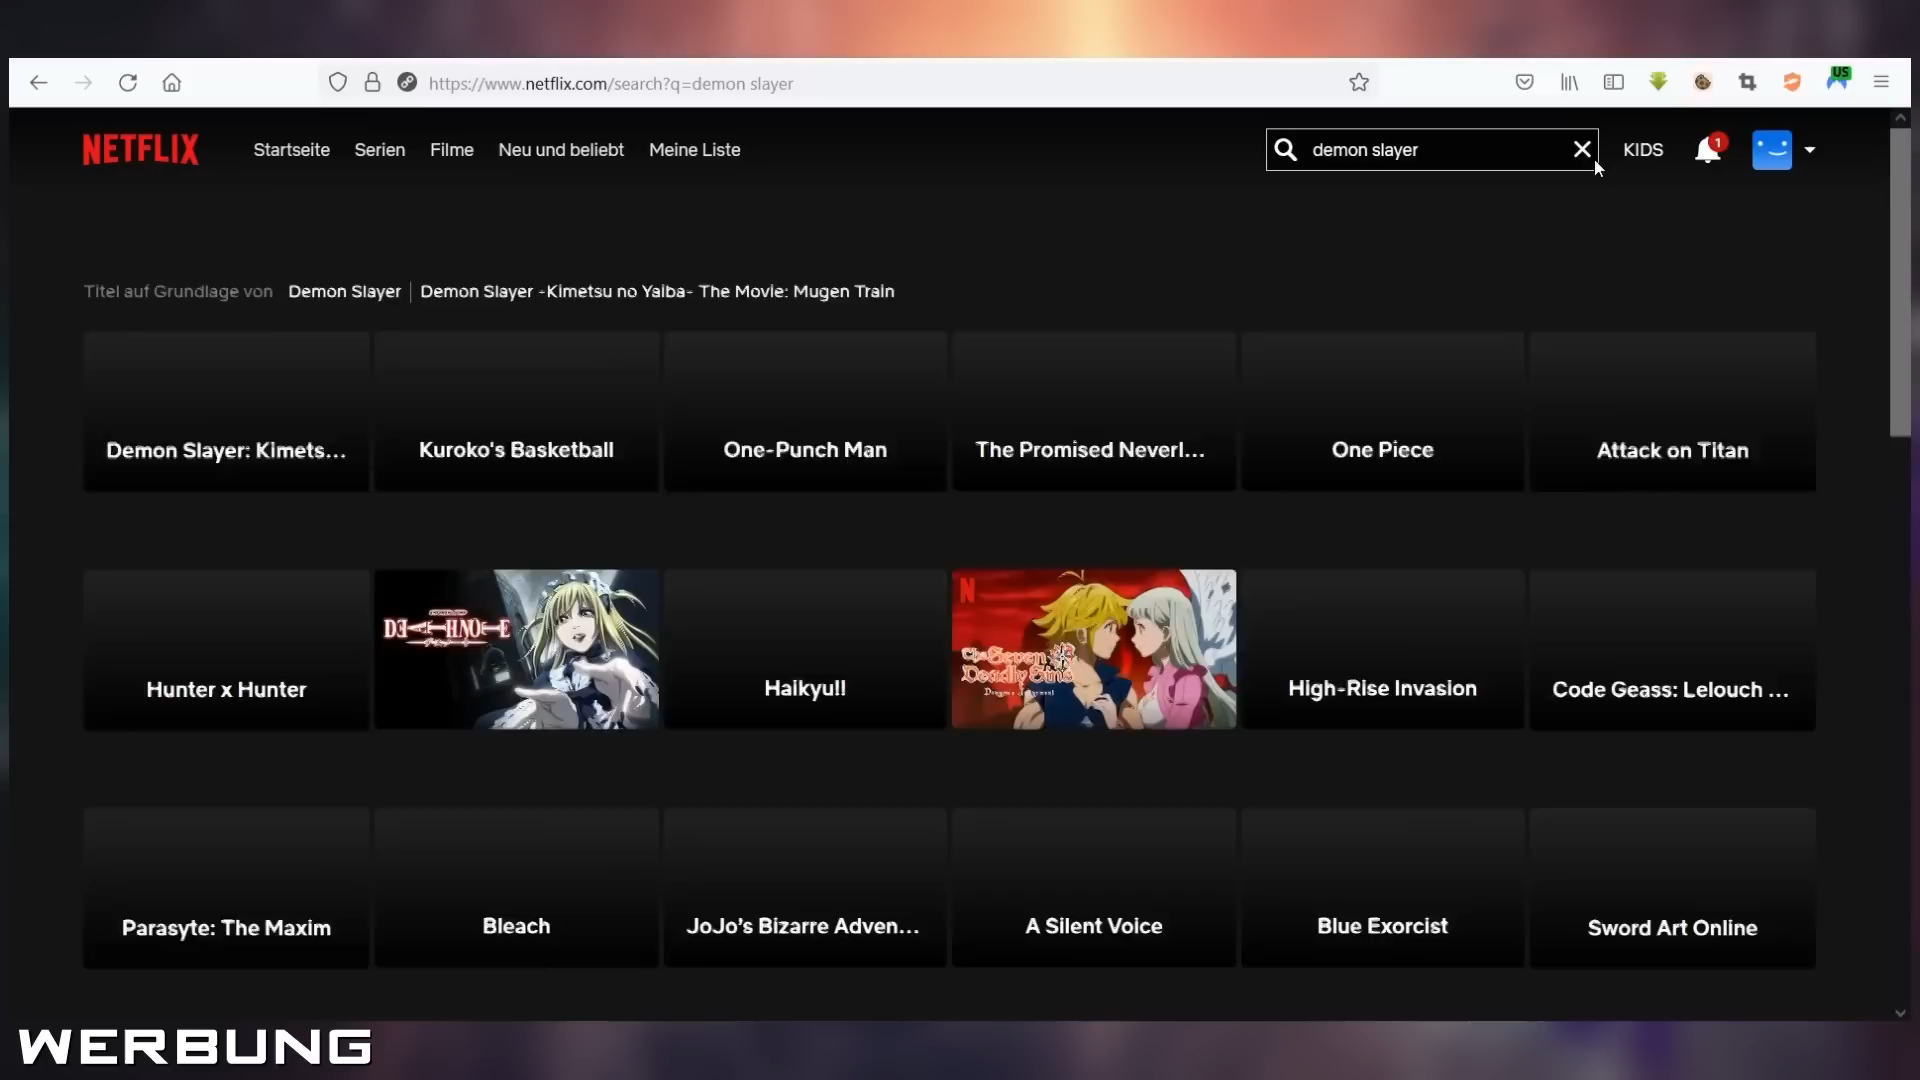 US
https://www.netflix.com/search?q=demon slayer
NETFLIX Startseite Serien Filme Neu und beliebt Meine Liste demon slayer KIDS 1
Titel auf Grundlage von Demon Slayer Demon Slayer -Kimetsu no Yaiba- The Movie: Mugen Train
Demon Slayer: Kimets... Kuroko's Basketball One-Punch Man The Promised Neverl... One Piece Attack on Titan
N
DEATH NOTE
The Seven
Deadly Sins
Hunter x Hunter Haikyu!! High-Rise Invasion Code Geass: Lelouch ...
Parasyte: The Maxim Bleach JoJo's Bizarre Adven... A Silent Voice Blue Exorcist Sword Art Online
WERBUNG